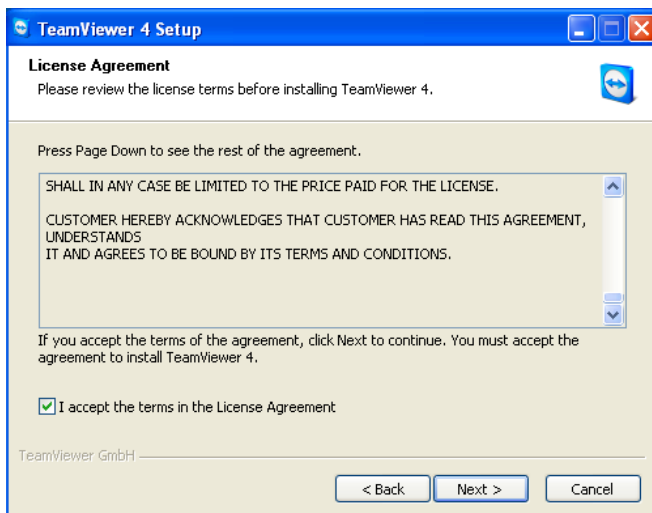 TeamViewer 4 Setup
License Agreement
Please review the license terms before installing TeamViewer 4.
Press Page Down to see the rest of the agreement.
SHALL IN ANY CASE BE LIMITED TO THE PRICE PAID FOR THE LICENSE.
CUSTOMER HEREBY ACKNOWLEDGES THAT CUSTOMER HAS READ THIS AGREEMENT,
UNDERSTANDS
IT AND AGREES TO BE BOUND BY ITS TERMS AND CONDITIONS.
If you accept the terms of the agreement, click Next to continue. You must accept the
agreement to install TeamViewer 4.
I accept the terms in the License Agreement
TeamViewer GmbH
< Back
Next >
Cancel